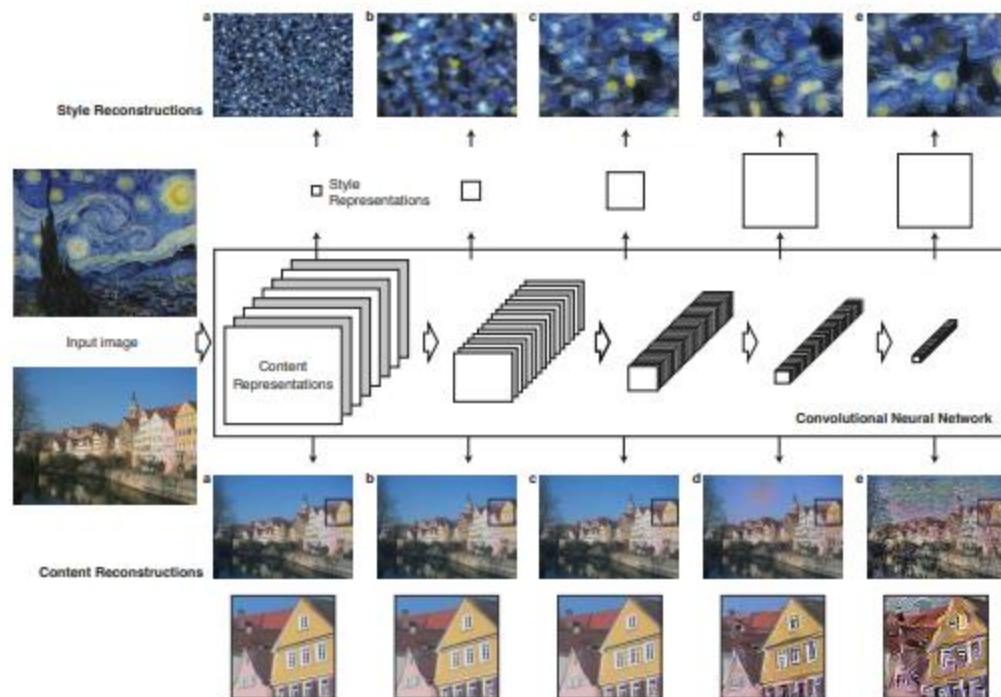 a
b
c
d
e
Style Reconstructions
Style
Representations
Input image
Content
Representations
Convolutional Neural Network
a
b
c
d
e
Content Reconstructions